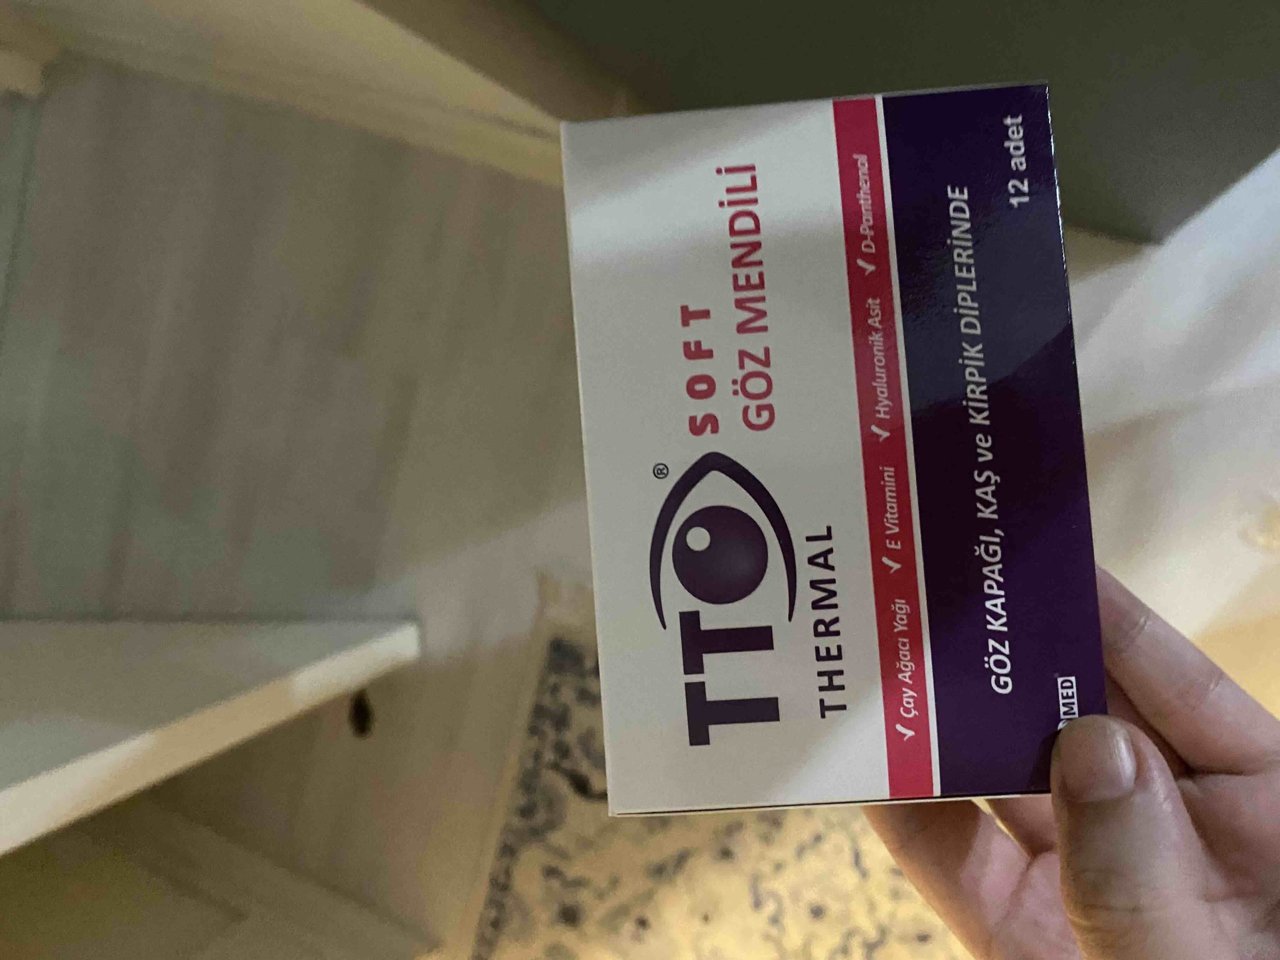 TTO®
THERMAL
SOFT
GÖZ MENDİLİ
✓ Çay Ağacı Yağı ✓ E Vitamini ✓ Hyaluronik Asit ✓ D-Panthenol
GÖZ KAPAĞI, KAŞ ve KİRPİK DİPLERİNDE
12 adet
MED